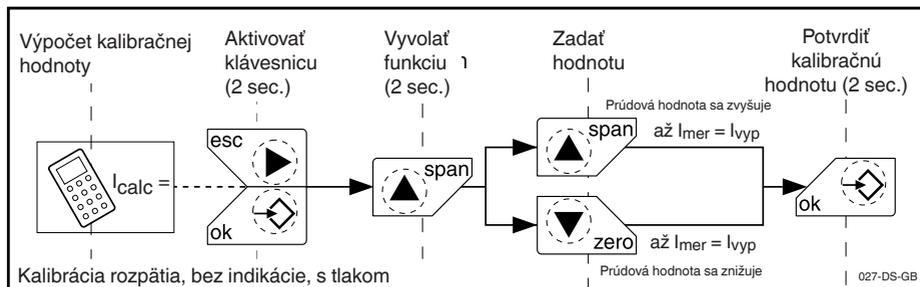 Výpočet kalibračnej
hodnoty
Aktivovať
klávesnicu
(2 sec.)
Vyvolať
funkciu ı
(2 sec.)
Zadať
hodnotu
Potvrdiť
kalibračnú
hodnotu (2 sec.)
Prúdová hodnota sa zvyšuje
esc
ok
Icalc =
span
span
až Imer = Ivyp
zero
až Imer = Ivyp
ok
Prúdová hodnota sa znižuje
Kalibrácia rozpätia, bez indikácie, s tlakom
027-DS-GB